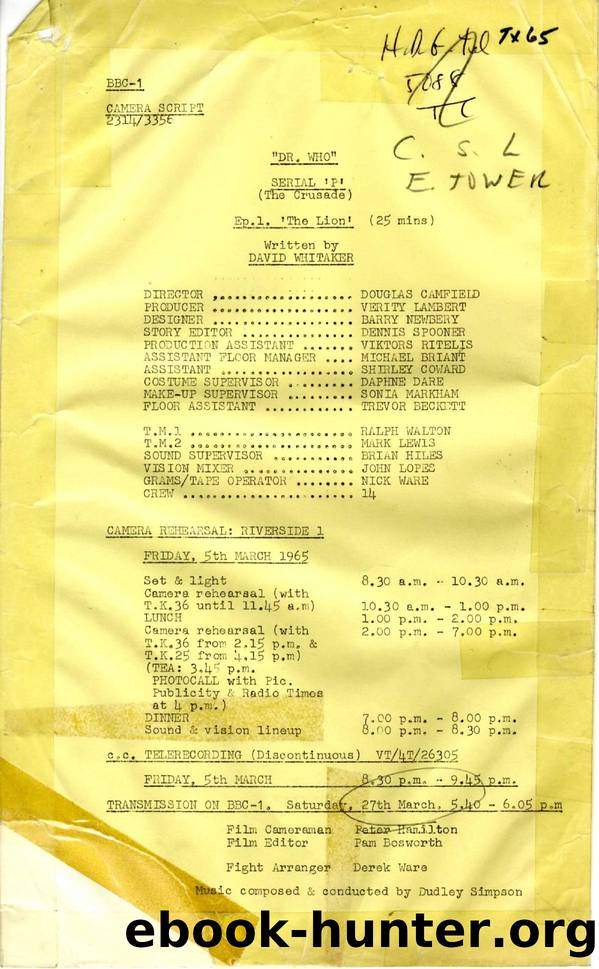 Tx65
BBC-1
CAMERA SCRIPT
2314/3356
C. S. L
E. TOWER
"DR. WHO"
SERIAL 'P'
(The Crusade)
Ep.1. 'The Lion' (25 mins)
Written by
DAVID WHITAKER
DIRECTOR .................. DOUGLAS CAMFIELD
PRODUCER .................. VERITY LAMBERT
DESIGNER .................. BARRY NEWBERY
STORY EDITOR .............. DENNIS SPOONER
PRODUCTION ASSISTANT ....... VIKTORS RITELIS
ASSISTANT FLOOR MANAGER .... MICHAEL BRIANT
ASSISTANT ................. SHIRLEY COWARD
COSTUME SUPERVISOR ........ DAPHNE DARE
MAKE-UP SUPERVISOR ........ SONIA MARKHAM
FLOOR ASSISTANT ........... TREVOR BECKETT
T.M.1 ..................... RALPH WALTON
T.M.2 ..................... MARK LEWIS
SOUND SUPERVISOR .......... BRIAN HILES
VISION MIXER .............. JOHN LOPES
GRAMS/TAPE OPERATOR ........ NICK WARE
CREW ...................... 14
CAMERA REHEARSAL: RIVERSIDE 1
FRIDAY, 5th MARCH 1965
Set & light 8.30 a.m. - 10.30 a.m.
Camera rehearsal (with
T.K.36 until 11.45 a.m) 10.30 a.m. - 1.00 p.m.
LUNCH 1.00 p.m. - 2.00 p.m.
Camera rehearsal (with 2.00 p.m. - 7.00 p.m.
T.K.36 from 2.15 p.m. &
T.K.25 from 4.15 p.m)
(TEA: 3.45 p.m.
PHOTOCALL with Pic.
Publicity & Radio Times
at 4 p.m.)
DINNER 7.00 p.m. - 8.00 p.m.
Sound & vision lineup 8.00 p.m. - 8.30 p.m.
c.c. TELERECORDING (Discontinuous) VT/4T/26305
FRIDAY, 5th MARCH 8.30 p.m. - 9.45 p.m.
TRANSMISSION ON BBC-1. Saturday, 27th March, 5.40 - 6.05 p.m
Film Cameraman Peter Hamilton
Film Editor Pam Bosworth
Fight Arranger Derek Ware
Music composed & conducted by Dudley Simpson
ebook-hunter.org